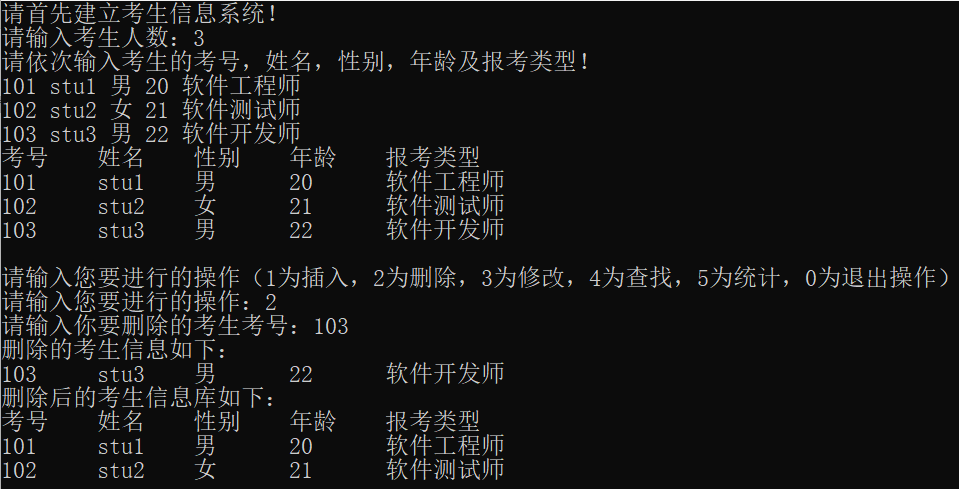 请首先建立考生信息系统！
请输入考生人数：3
请依次输入考生的考号，姓名，性别，年龄及报考类型！
101 stu1 男 20 软件工程师
102 stu2 女 21 软件测试师
103 stu3 男 22 软件开发师
考号 姓名 性别 年龄 报考类型
101 stu1 男 20 软件工程师
102 stu2 女 21 软件测试师
103 stu3 男 22 软件开发师
请输入您要进行的操作（1为插入，2为删除，3为修改，4为查找，5为统计，0为退出操作）
请输入您要进行的操作：2
请输入你要删除的考生考号：103
删除的考生信息如下：
103 stu3 男 22 软件开发师
删除后的考生信息库如下：
考号 姓名 性别 年龄 报考类型
101 stu1 男 20 软件工程师
102 stu2 女 21 软件测试师